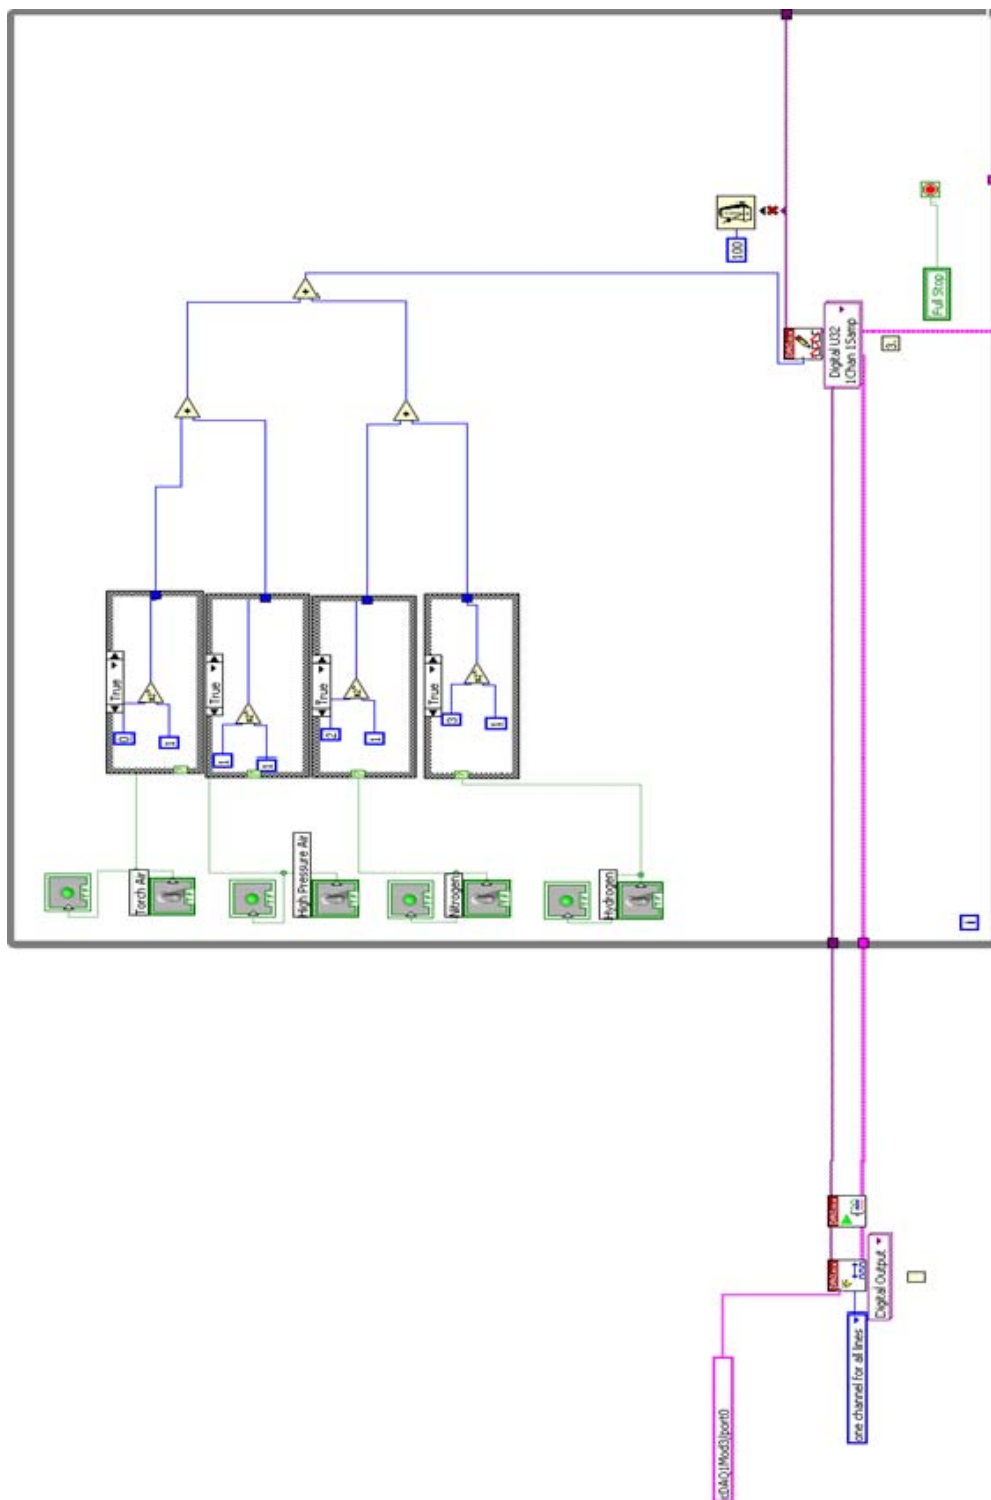 cDAQ1Mod3/port0
one channel for all lines
Digital Output
Torch Air
High Pressure Air
Nitrogen
Hydrogen
True
0
1
True
1
1
True
2
1
True
3
1
i
100
Digital U32
1Chan 1Samp
3.
Full Stop